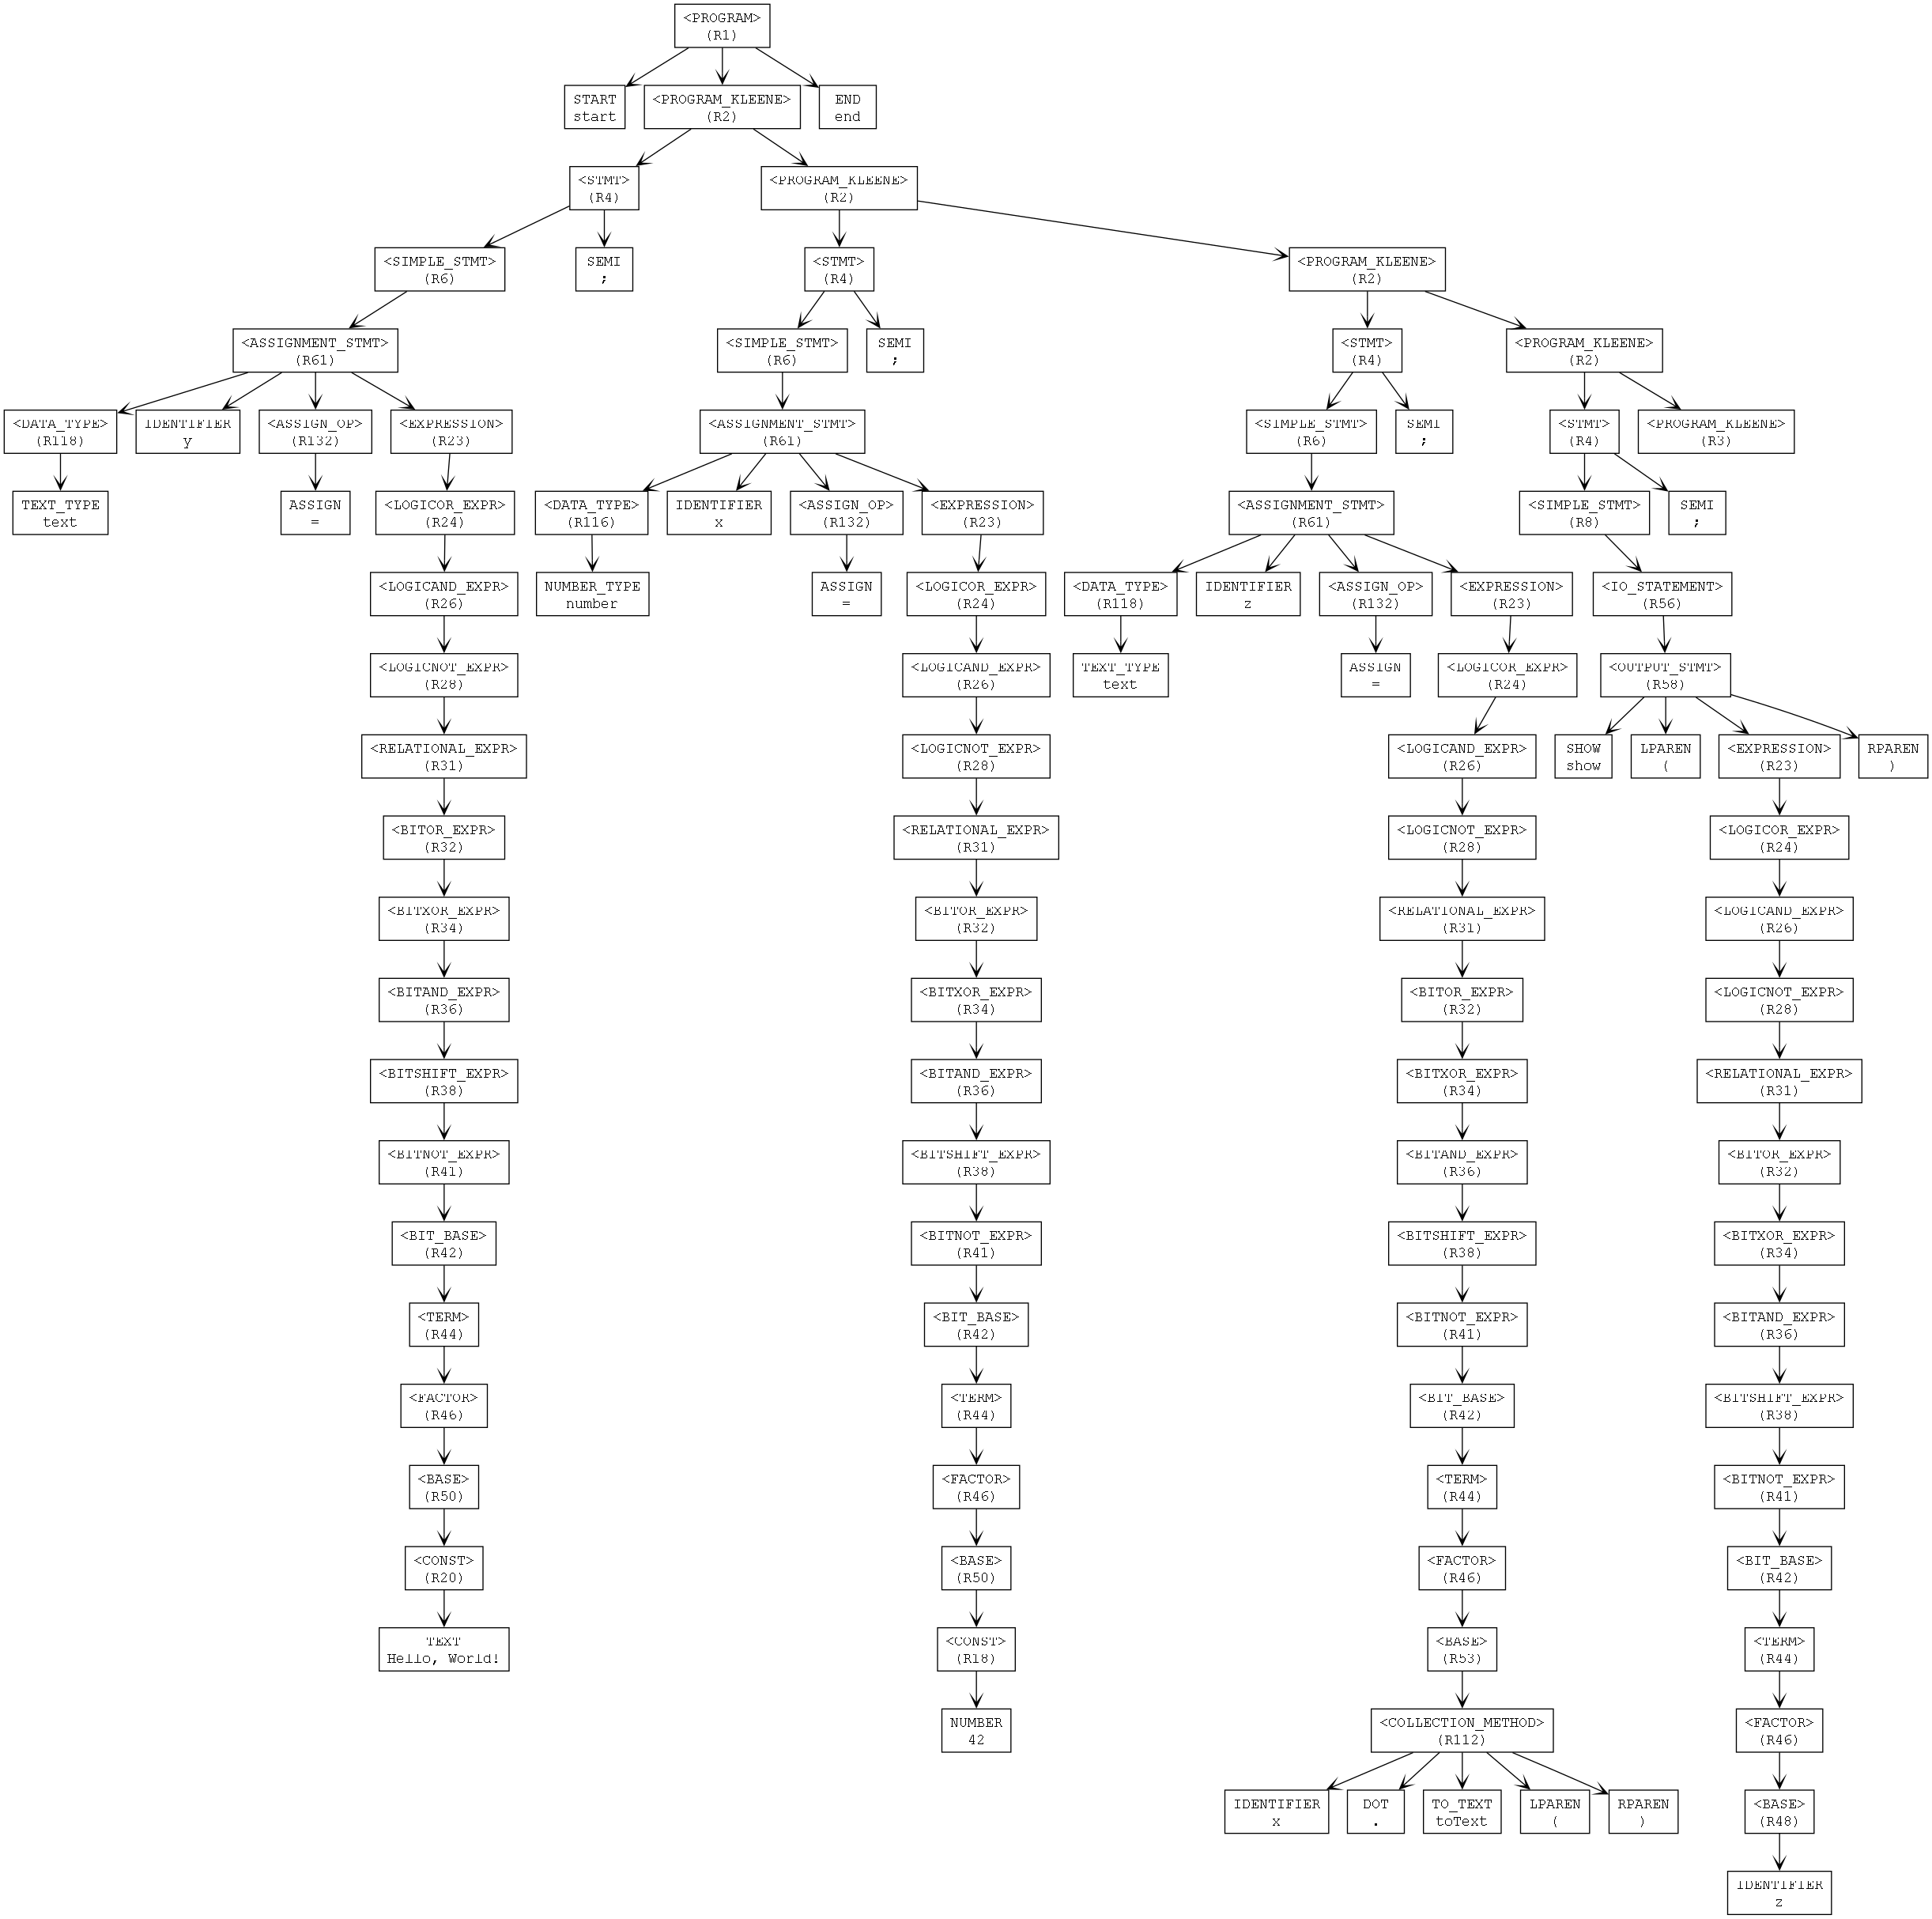 <PROGRAM>
(R1)
START
start
<PROGRAM_KLEENE>
(R2)
END
end
<STMT>
(R4)
<PROGRAM_KLEENE>
(R2)
<SIMPLE_STMT>
(R6)
SEMI
;
<STMT>
(R4)
<PROGRAM_KLEENE>
(R2)
<ASSIGNMENT_STMT>
(R61)
<SIMPLE_STMT>
(R6)
SEMI
;
<STMT>
(R4)
<PROGRAM_KLEENE>
(R2)
<DATA_TYPE>
(R118)
IDENTIFIER
y
<ASSIGN_OP>
(R132)
<EXPRESSION>
(R23)
<ASSIGNMENT_STMT>
(R61)
<SIMPLE_STMT>
(R6)
SEMI
;
<STMT>
(R4)
<PROGRAM_KLEENE>
(R3)
TEXT_TYPE
text
ASSIGN
=
<LOGICOR_EXPR>
(R24)
<DATA_TYPE>
(R116)
IDENTIFIER
x
<ASSIGN_OP>
(R132)
<EXPRESSION>
(R23)
<ASSIGNMENT_STMT>
(R61)
<SIMPLE_STMT>
(R8)
SEMI
;
<LOGICAND_EXPR>
(R26)
NUMBER_TYPE
number
ASSIGN
=
<LOGICOR_EXPR>
(R24)
<DATA_TYPE>
(R118)
IDENTIFIER
z
<ASSIGN_OP>
(R132)
<EXPRESSION>
(R23)
<IO_STATEMENT>
(R56)
<LOGICNOT_EXPR>
(R28)
<LOGICAND_EXPR>
(R26)
TEXT_TYPE
text
ASSIGN
=
<LOGICOR_EXPR>
(R24)
<OUTPUT_STMT>
(R58)
<RELATIONAL_EXPR>
(R31)
<LOGICNOT_EXPR>
(R28)
<LOGICAND_EXPR>
(R26)
SHOW
show
LPAREN
(
<EXPRESSION>
(R23)
RPAREN
)
<BITOR_EXPR>
(R32)
<RELATIONAL_EXPR>
(R31)
<LOGICNOT_EXPR>
(R28)
<LOGICOR_EXPR>
(R24)
<BITXOR_EXPR>
(R34)
<BITOR_EXPR>
(R32)
<RELATIONAL_EXPR>
(R31)
<LOGICAND_EXPR>
(R26)
<BITAND_EXPR>
(R36)
<BITXOR_EXPR>
(R34)
<BITOR_EXPR>
(R32)
<LOGICNOT_EXPR>
(R28)
<BITSHIFT_EXPR>
(R38)
<BITAND_EXPR>
(R36)
<BITXOR_EXPR>
(R34)
<RELATIONAL_EXPR>
(R31)
<BITNOT_EXPR>
(R41)
<BITSHIFT_EXPR>
(R38)
<BITAND_EXPR>
(R36)
<BITOR_EXPR>
(R32)
<BIT_BASE>
(R42)
<BITNOT_EXPR>
(R41)
<BITSHIFT_EXPR>
(R38)
<BITXOR_EXPR>
(R34)
<TERM>
(R44)
<BIT_BASE>
(R42)
<BITNOT_EXPR>
(R41)
<BITAND_EXPR>
(R36)
<FACTOR>
(R46)
<TERM>
(R44)
<BIT_BASE>
(R42)
<BITSHIFT_EXPR>
(R38)
<BASE>
(R50)
<FACTOR>
(R46)
<TERM>
(R44)
<BITNOT_EXPR>
(R41)
<CONST>
(R20)
<BASE>
(R50)
<FACTOR>
(R46)
<BIT_BASE>
(R42)
TEXT
Hello, World!
<CONST>
(R18)
<BASE>
(R53)
<TERM>
(R44)
NUMBER
42
<COLLECTION_METHOD>
(R112)
<FACTOR>
(R46)
IDENTIFIER
x
DOT
.
TO_TEXT
toText
LPAREN
(
RPAREN
)
<BASE>
(R48)
IDENTIFIER
z